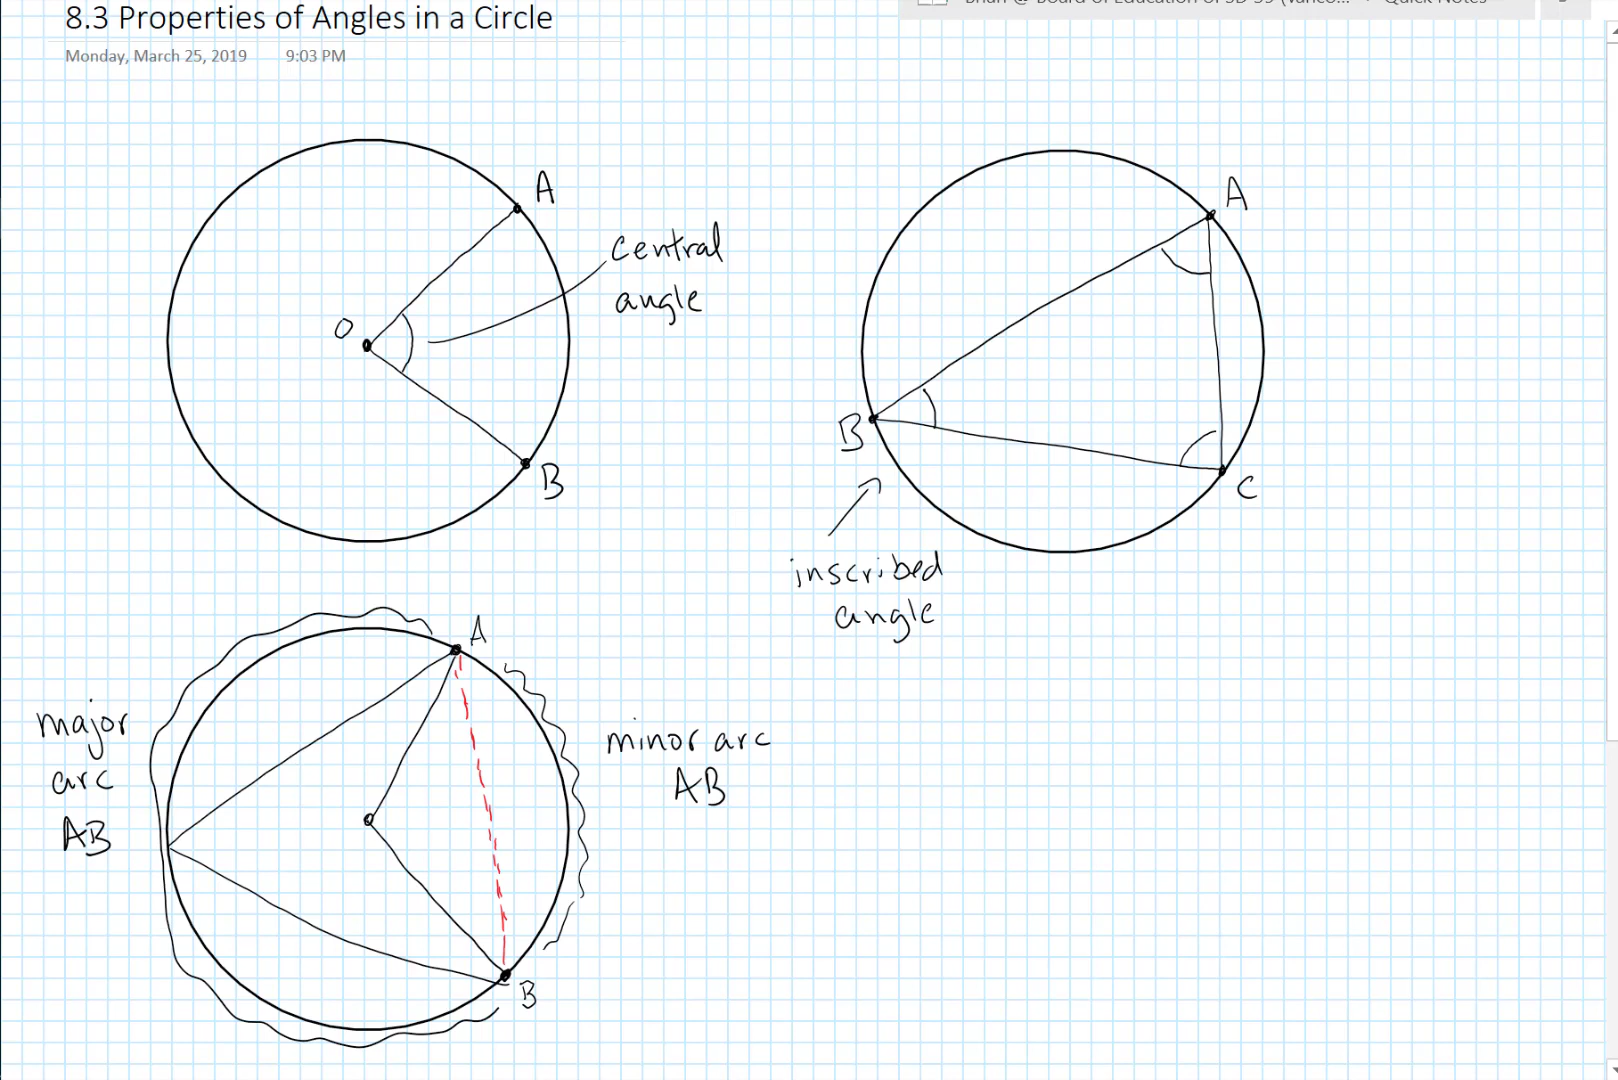 8.3 Properties of Angles in a Circle
Monday, March 25, 2019 9:03 PM
A
central
angle
O
B
A
B
C
inscribed
angle
A
major
arc
AB
minor arc
AB
B